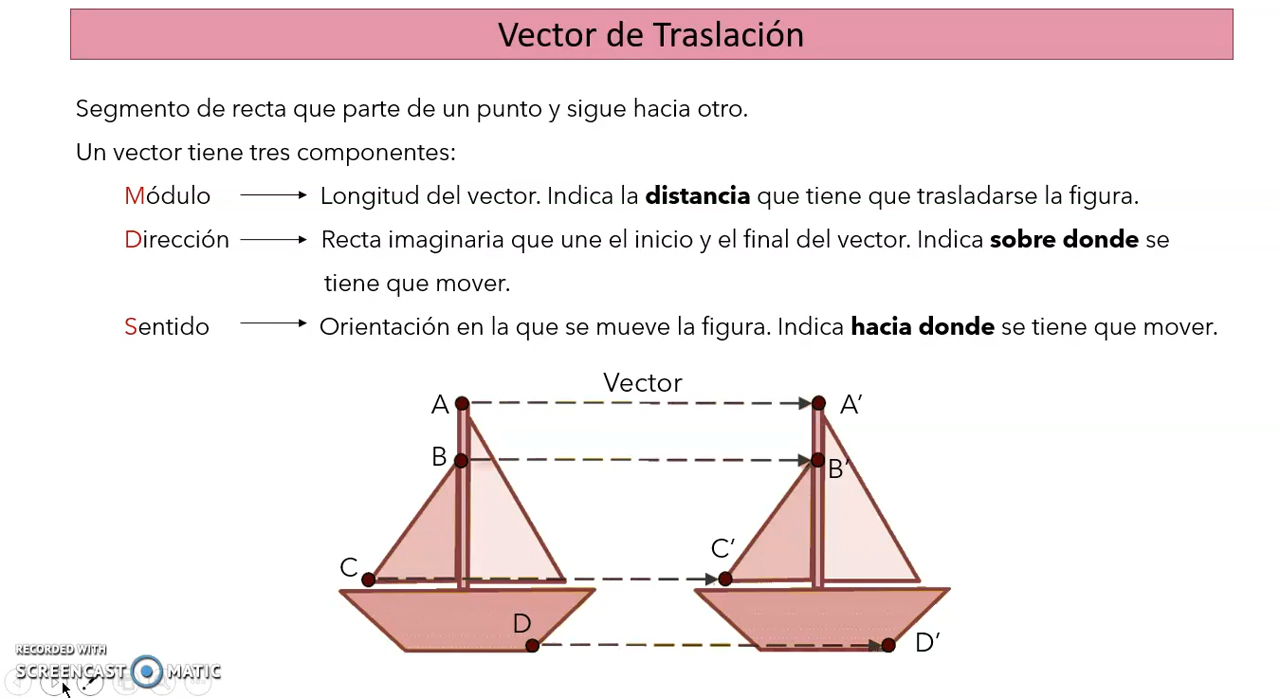 Vector de Traslación
Segmento de recta que parte de un punto y sigue hacia otro.
Un vector tiene tres componentes:
Módulo Longitud del vector. Indica la distancia que tiene que trasladarse la figura.
Dirección Recta imaginaria que une el inicio y el final del vector. Indica sobre donde se
tiene que mover.
Sentido Orientación en la que se mueve la figura. Indica hacia donde se tiene que mover.
Vector
A A'
B B'
C C'
D D'
RECORDED WITH
SCREENCAST MATIC